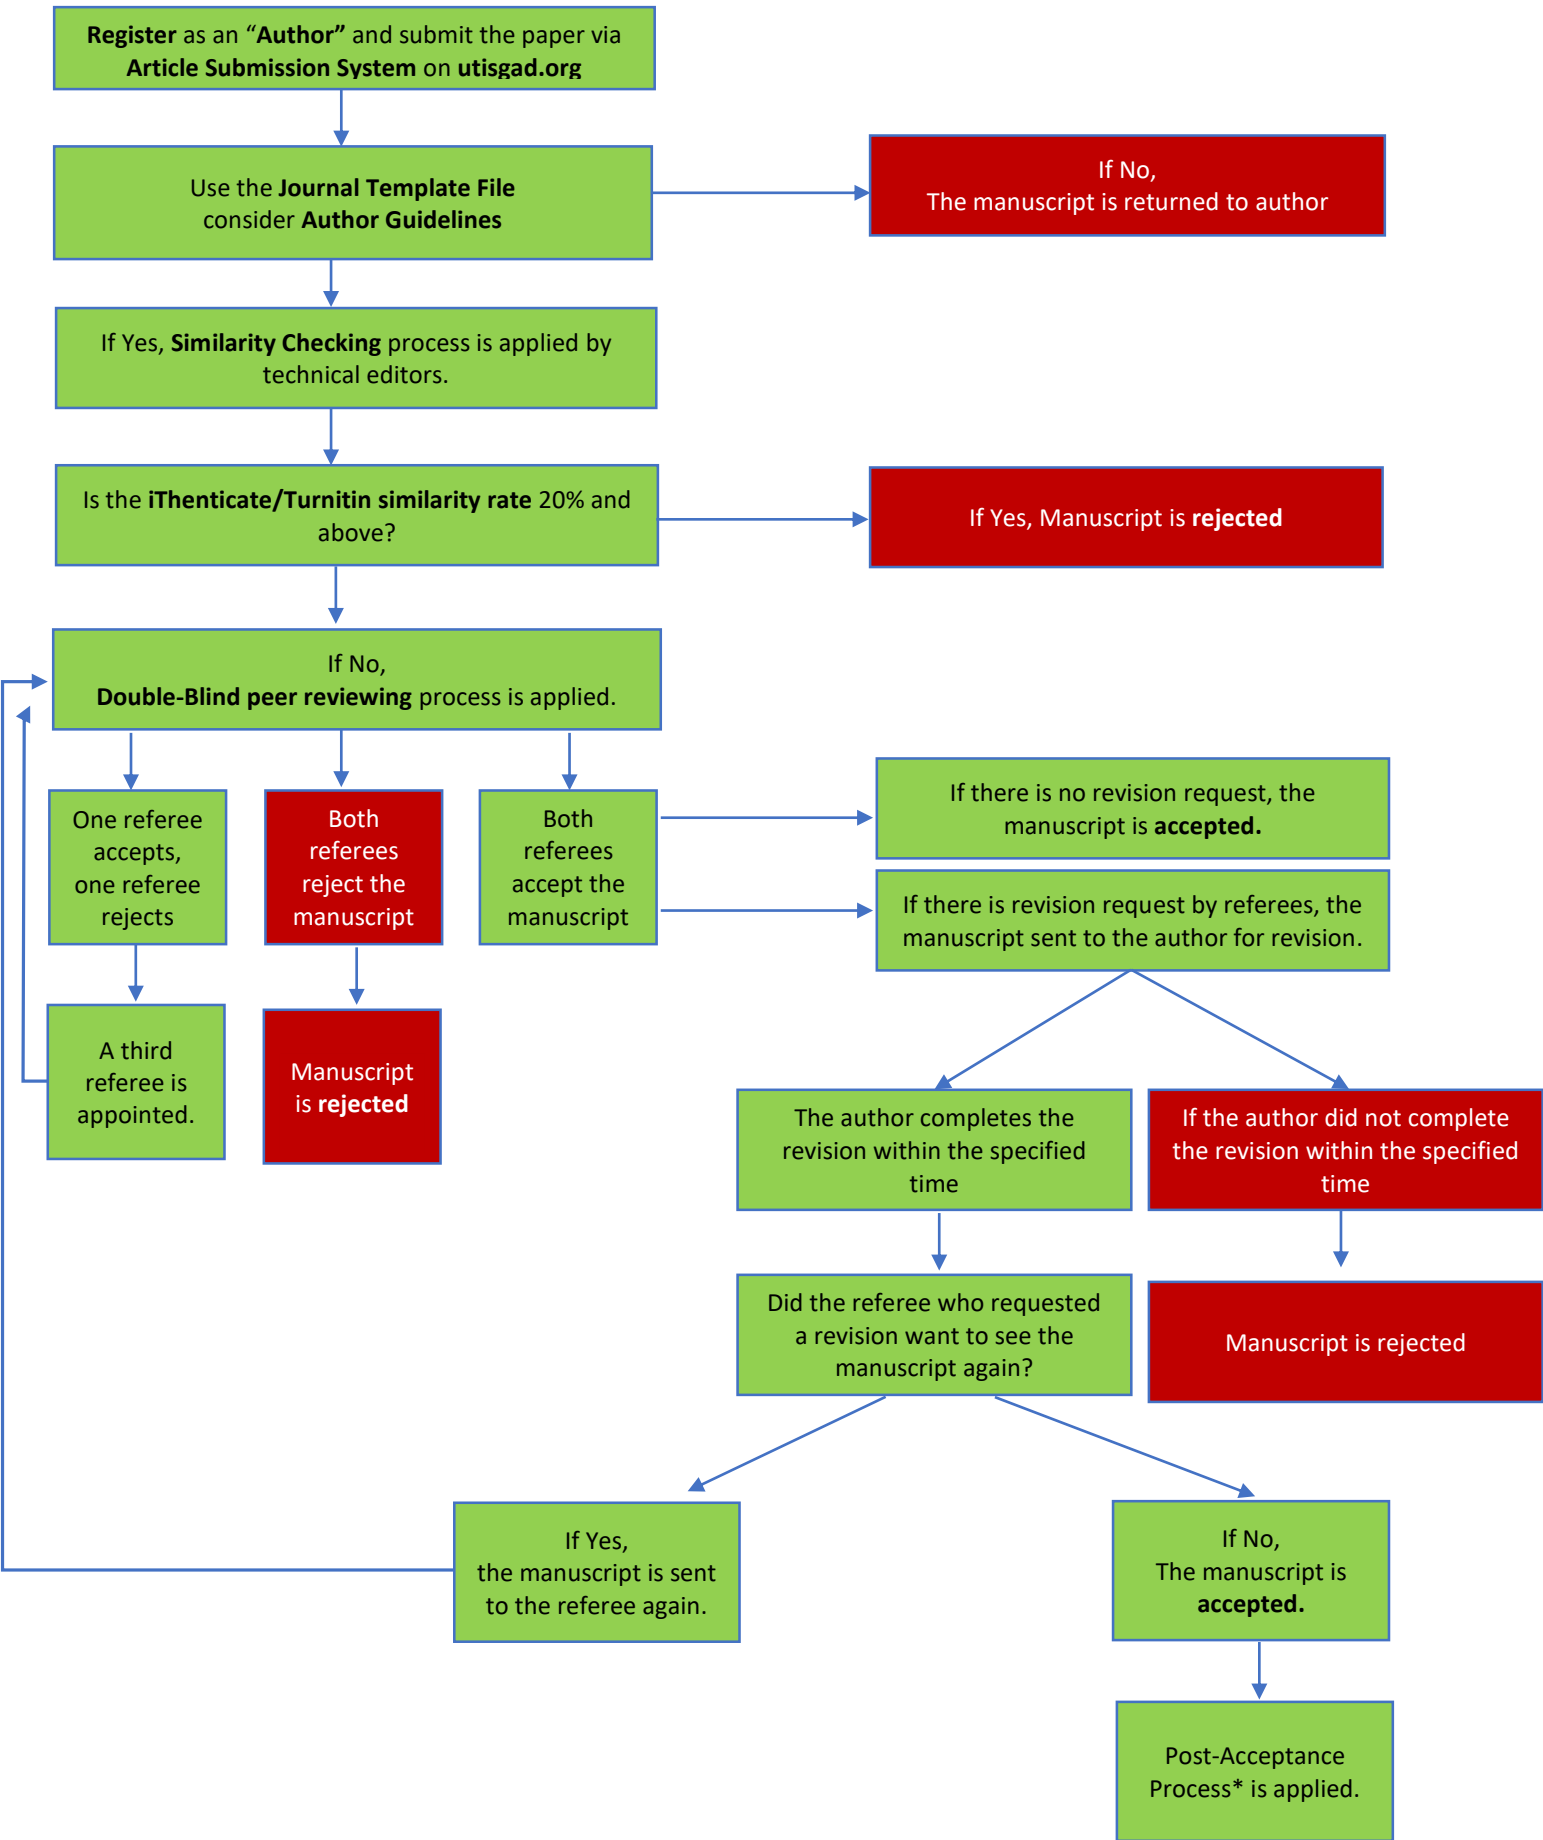 Register as an “Author” and submit the paper via
Article Submission System on utisgad.org
Use the Journal Template File
consider Author Guidelines
If No,
The manuscript is returned to author
If Yes, Similarity Checking process is applied by
technical editors.
Is the iThenticate/Turnitin similarity rate 20% and
above?
If Yes, Manuscript is rejected
If No,
Double-Blind peer reviewing process is applied.
One referee
accepts,
one referee
rejects
Both
referees
reject the
manuscript
Both
referees
accept the
manuscript
If there is no revision request, the
manuscript is accepted.
If there is revision request by referees, the
manuscript sent to the author for revision.
A third
referee is
appointed.
Manuscript
is rejected
The author completes the
revision within the specified
time
If the author did not complete
the revision within the specified
time
Did the referee who requested
a revision want to see the
manuscript again?
Manuscript is rejected
If Yes,
the manuscript is sent
to the referee again.
If No,
The manuscript is
accepted.
Post-Acceptance
Process* is applied.